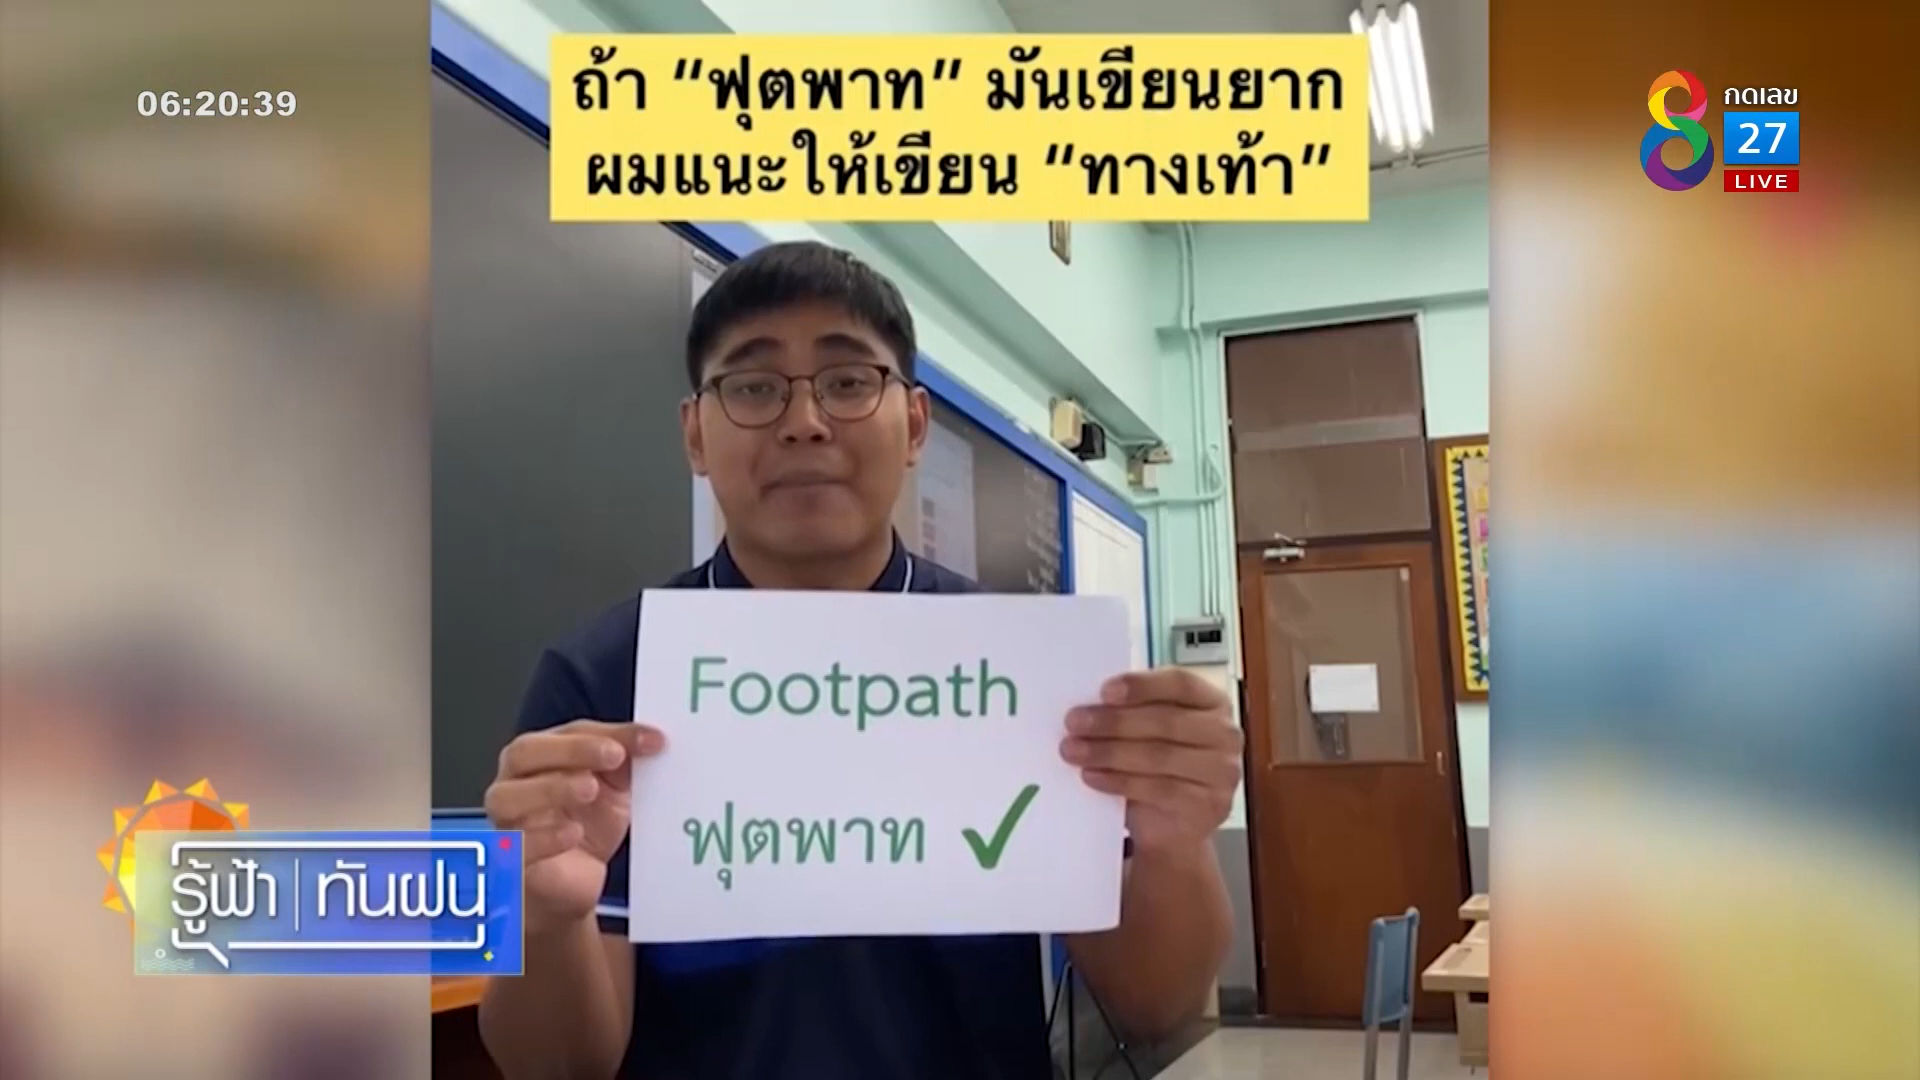 ถ้า “ฟุตพาท” มันเขียนยาก
ผมแนะให้เขียน “ทางเท้า”
06:20:39
กดเลข
27
LIVE
Footpath
ฟุตพาท ✓
รู้ฟ้า | ทันฝน